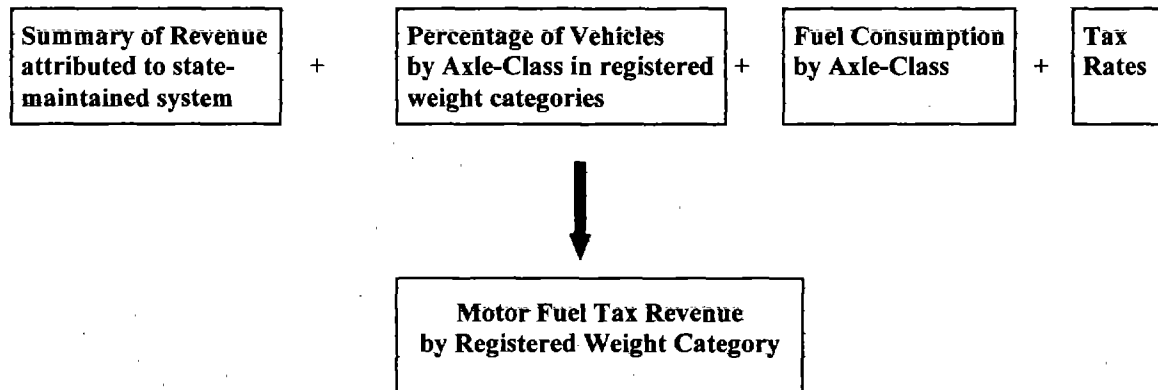 Summary of Revenue
attributed to state-
maintained system
+
Percentage of Vehicles
by Axle-Class in registered
weight categories
+
Fuel Consumption
by Axle-Class
+
Tax
Rates
Motor Fuel Tax Revenue
by Registered Weight Category